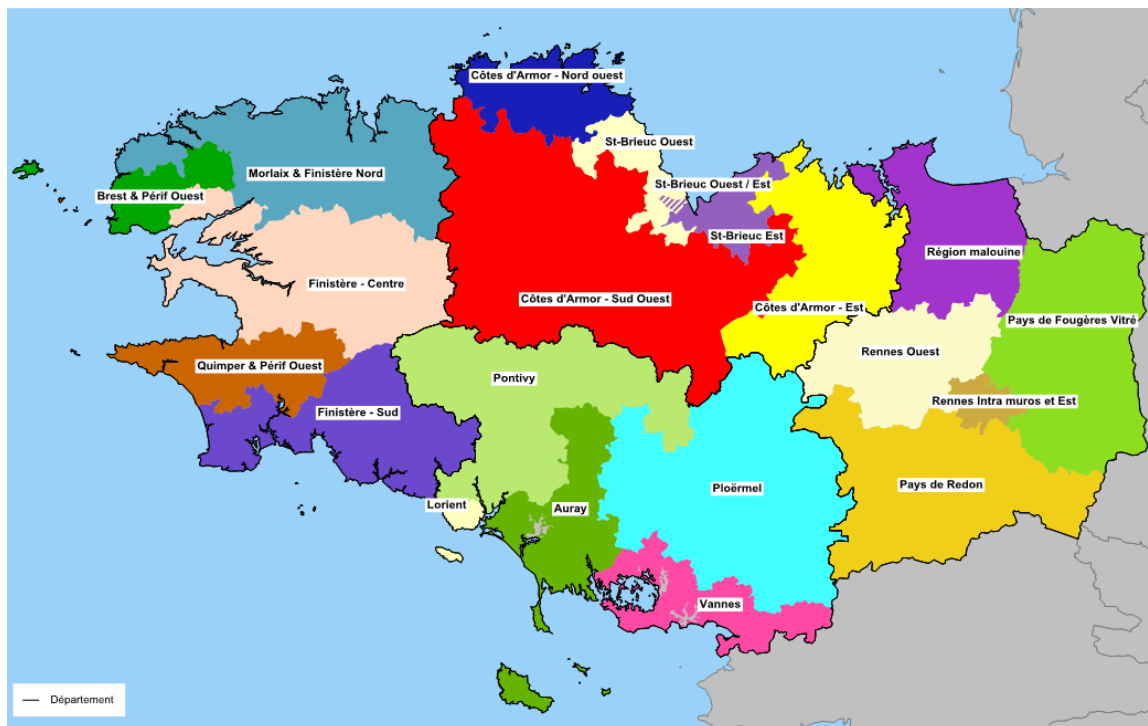 Côtes d'Armor - Nord ouest
St-Brieuc Ouest
Morlaix & Finistère Nord
St-Brieuc Ouest / Est
Brest & Périf Ouest
St-Brieuc Est
Région malouine
Finistère - Centre
Côtes d'Armor - Sud Ouest
Côtes d'Armor - Est
Pays de Fougères Vitré
Rennes Ouest
Quimper & Périf Ouest
Pontivy
Rennes Intra muros et Est
Finistère - Sud
Pays de Redon
Ploërmel
Lorient
Auray
Vannes
Département